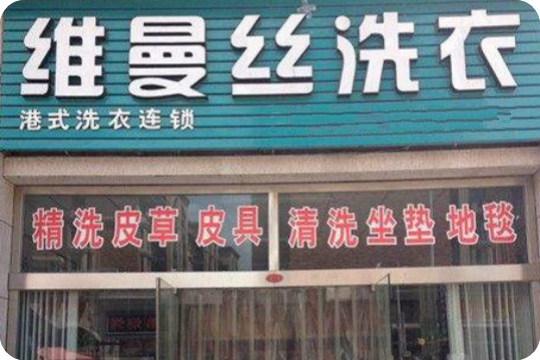 维曼丝洗衣
港式洗衣连锁
精洗皮草 皮具 清洗坐垫地毯